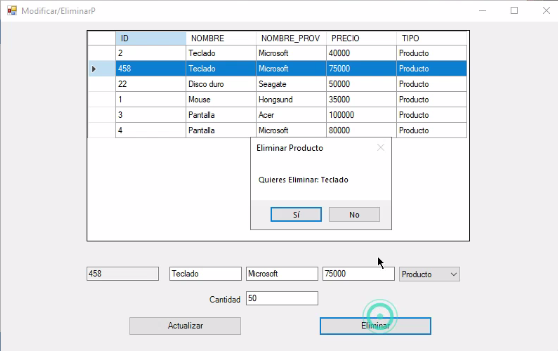 Modificar/EliminarP
ID NOMBRE NOMBRE_PROV PRECIO TIPO
2 Teclado Microsoft 40000 Producto
458 Teclado Microsoft 75000 Producto
22 Disco duro Seagate 50000 Producto
1 Mouse Hongsund 35000 Producto
3 Pantalla Acer 100000 Producto
4 Pantalla Microsoft 80000 Producto
Eliminar Producto
Quieres Eliminar: Teclado
Sí No
458 Teclado Microsoft 75000 Producto
Cantidad 50
Actualizar Eliminar